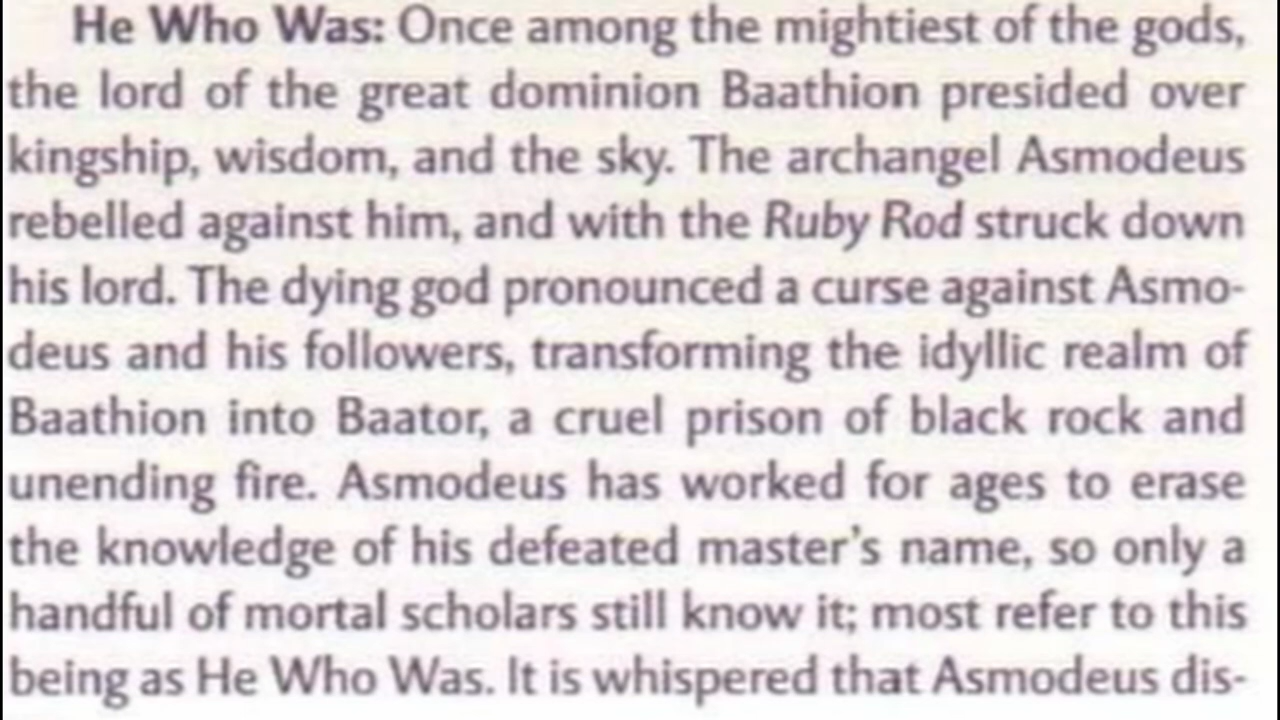 He Who Was: Once among the mightiest of the gods,
the lord of the great dominion Baathion presided over
kingship, wisdom, and the sky. The archangel Asmodeus
rebelled against him, and with the Ruby Rod struck down
his lord. The dying god pronounced a curse against Asmo-
deus and his followers, transforming the idyllic realm of
Baathion into Baator, a cruel prison of black rock and
unending fire. Asmodeus has worked for ages to erase
the knowledge of his defeated master’s name, so only a
handful of mortal scholars still know it; most refer to this
being as He Who Was. It is whispered that Asmodeus dis-